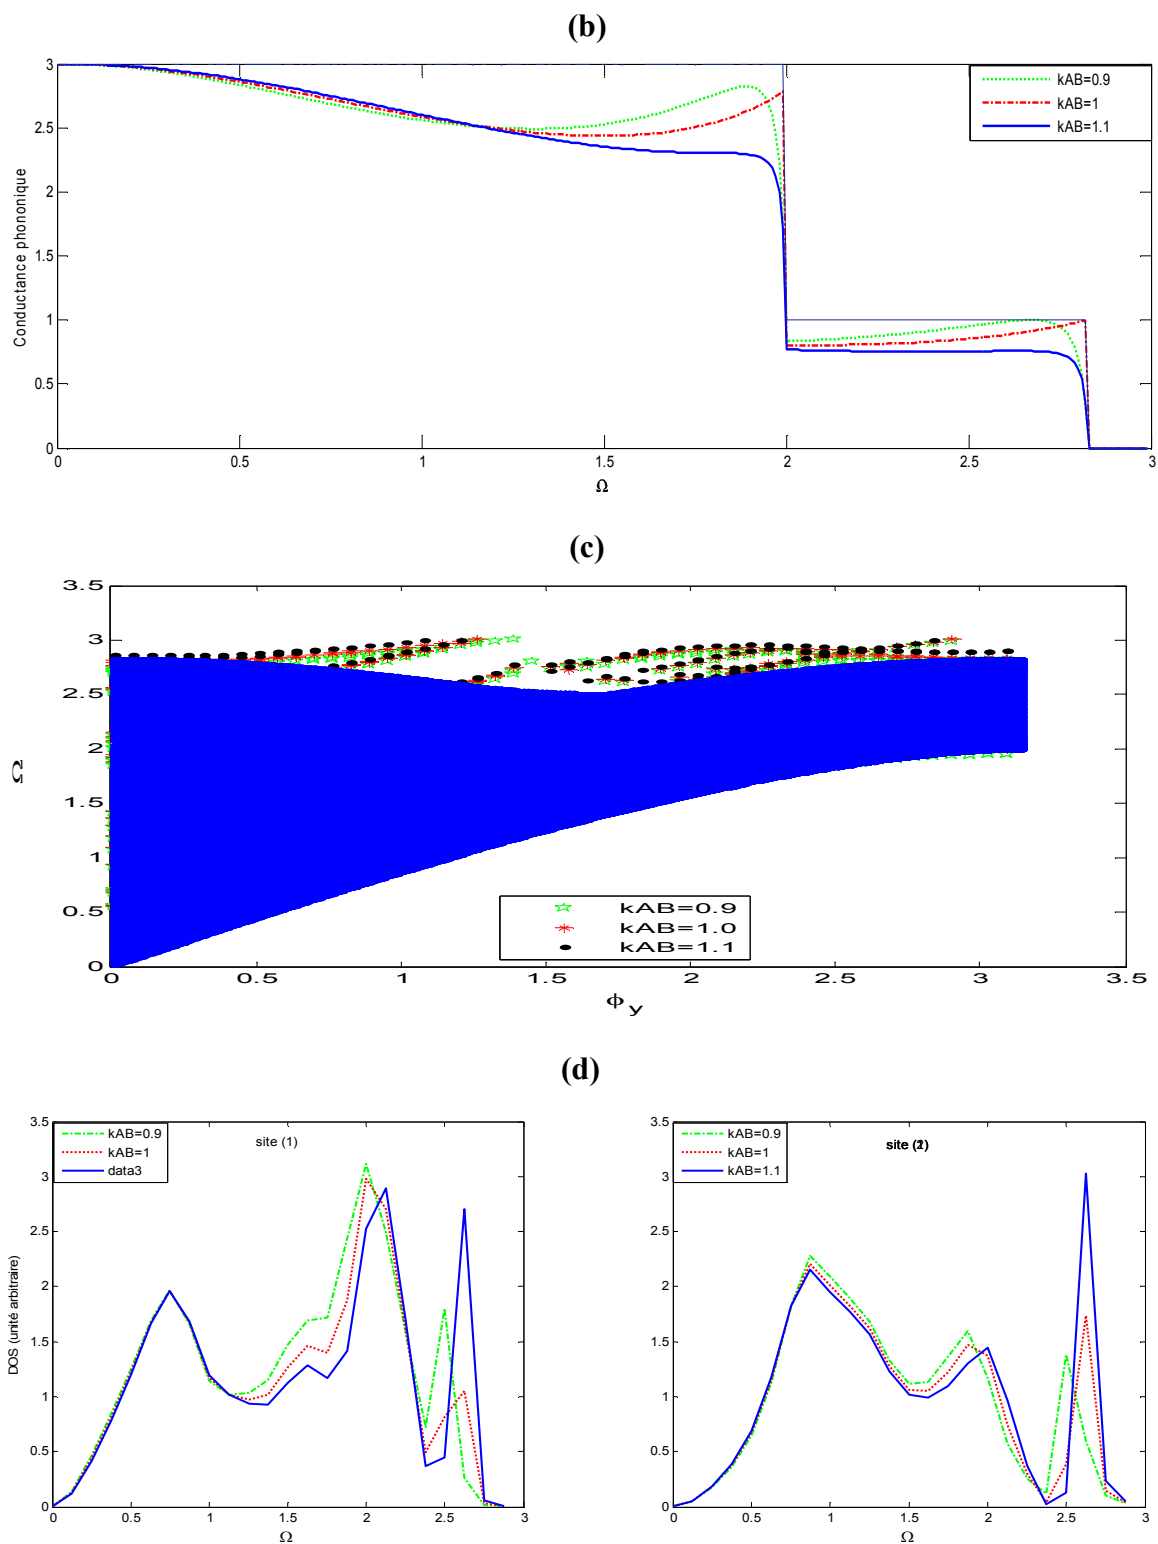 (b)
3
2.5
2
1.5
1
0.5
0
Conductance phononique
kAB=0.9
kAB=1
kAB=1.1
0 0.5 1 1.5 2 2.5 3
Ω
(c)
3.5
3
2.5
2
1.5
1
0.5
0
Ω
kAB=0.9
kAB=1.0
kAB=1.1
0 0.5 1 1.5 2 2.5 3 3.5
ϕy
(d)
3.5
3
2.5
2
1.5
1
0.5
0
DOS (unité arbitraire)
kAB=0.9
kAB=1
data3
site (1)
0 0.5 1 1.5 2 2.5 3
Ω
3.5
3
2.5
2
1.5
1
0.5
0
kAB=0.9
kAB=1
kAB=1.1
site
0 0.5 1 1.5 2 2.5 3
Ω